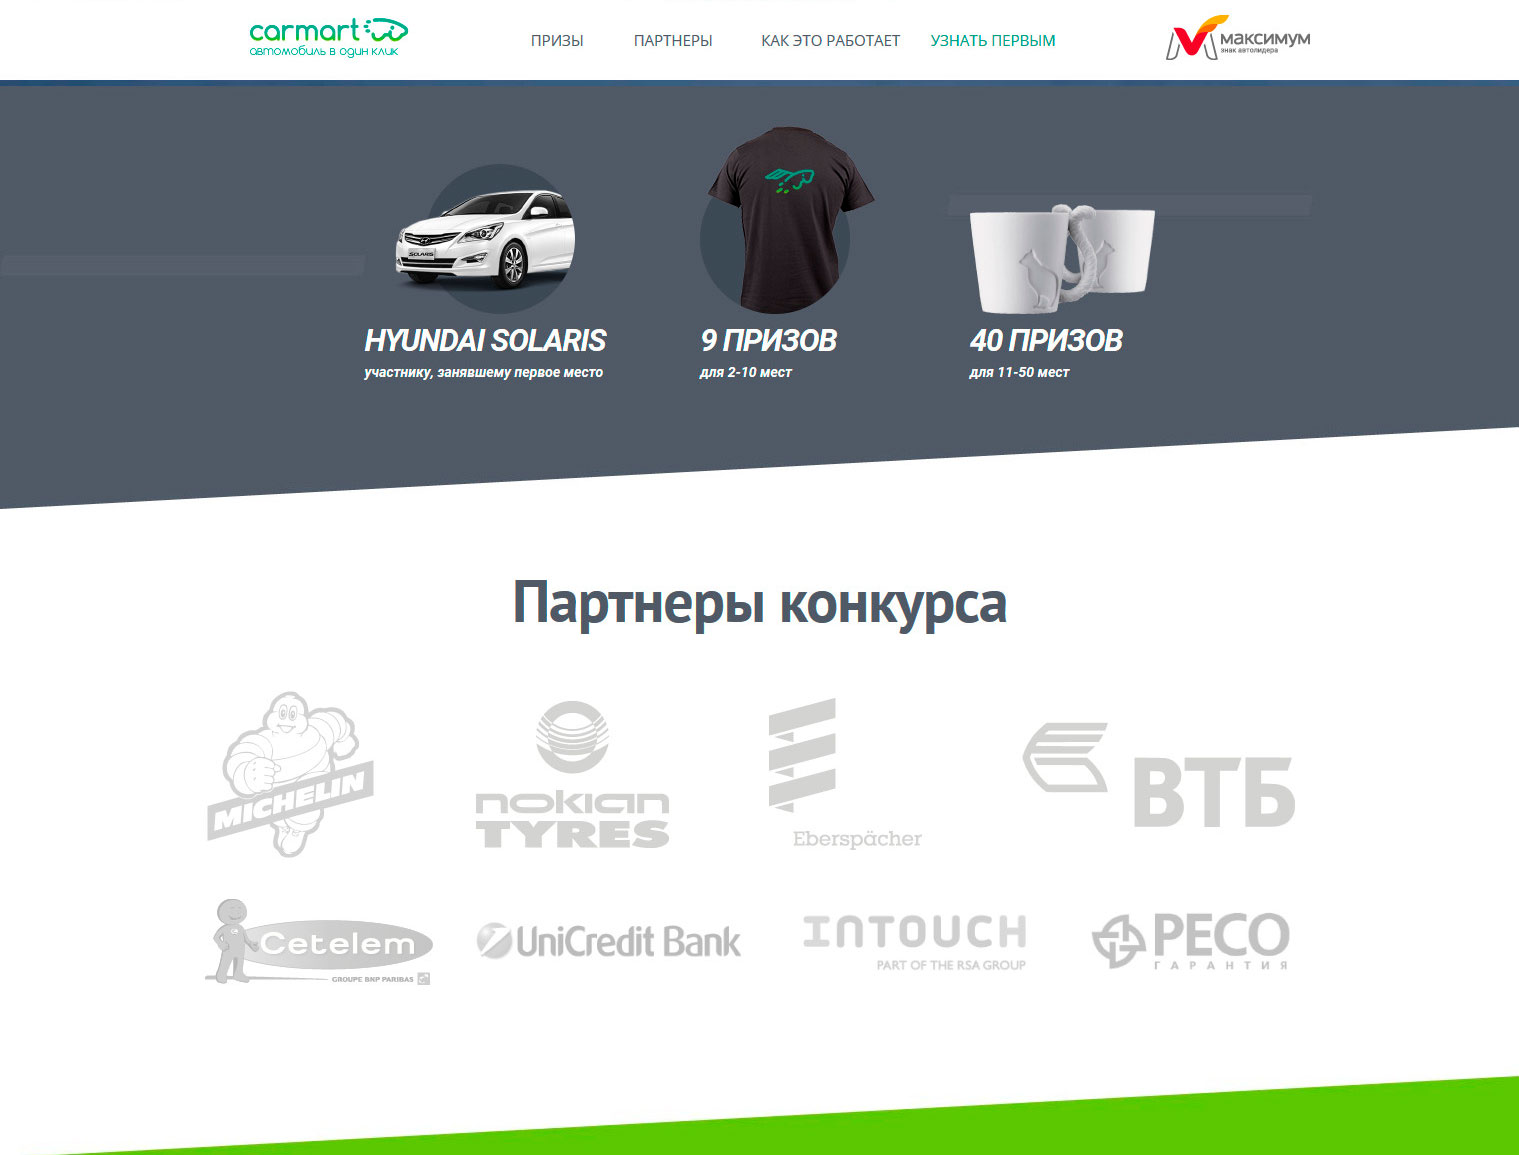 carmart
автомобиль в один клик
ПРИЗЫ
ПАРТНЕРЫ
КАК ЭТО РАБОТАЕТ
УЗНАТЬ ПЕРВЫМ
максимум
знак автолидера
SOLARIS
HYUNDAI SOLARIS
участнику, занявшему первое место
9 ПРИЗОВ
для 2-10 мест
40 ПРИЗОВ
для 11-50 мест
Партнеры конкурса
MICHELIN
nokian
TYRES
Eberspächer
ВТБ
Cetelem
GROUPE BNP PARIBAS
UniCredit Bank
INTOUCH
PART OF THE RSA GROUP
РЕСО
ГАРАНТИЯ